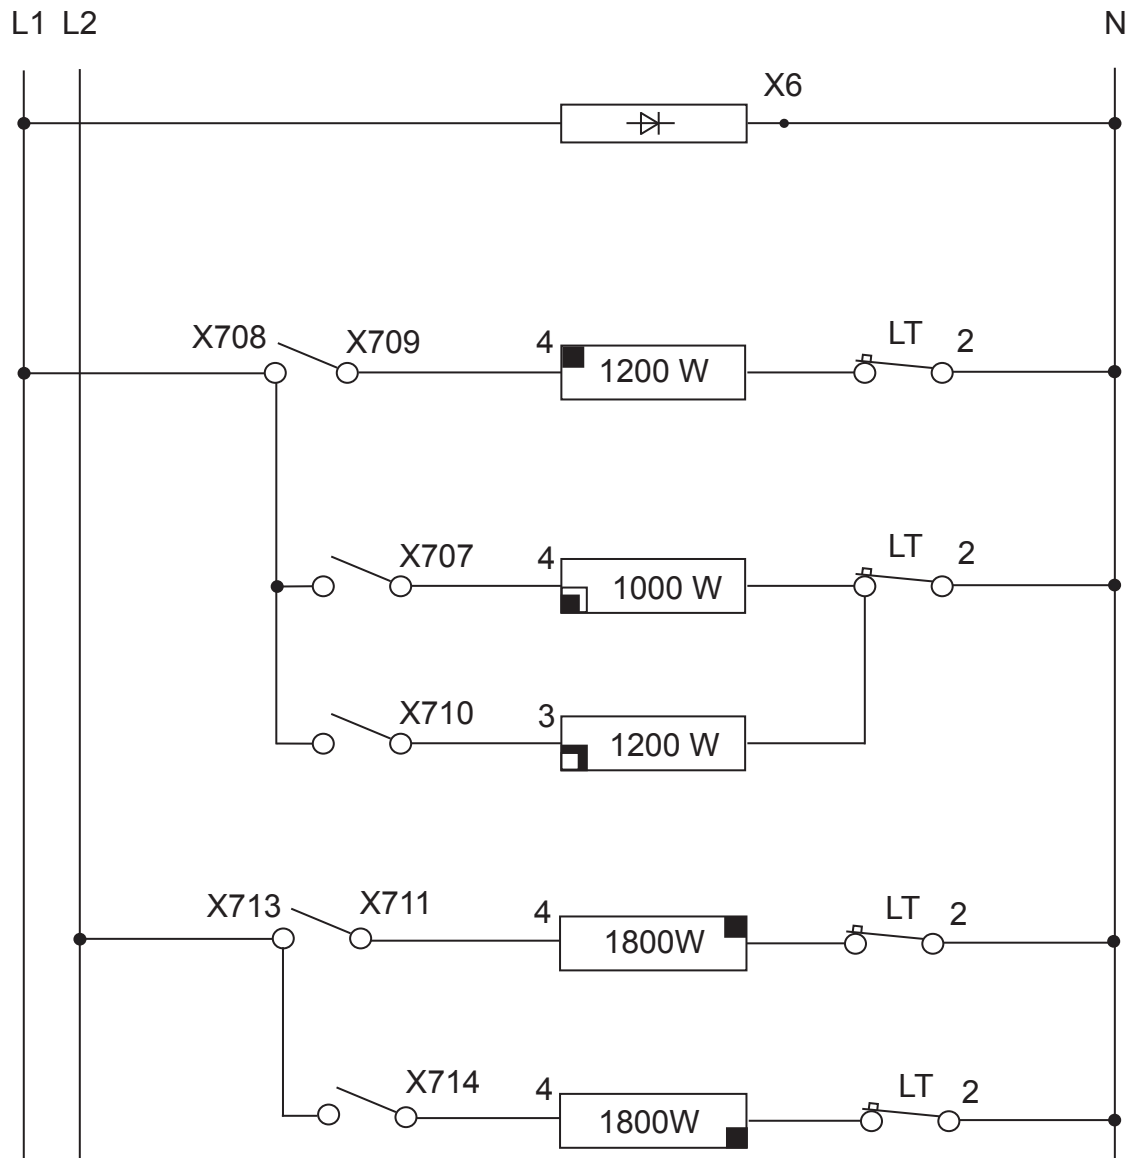 L1 L2 N
X6
X708 X709 4 1200 W LT 2
X707 4 1000 W LT 2
X710 3 1200 W
X713 X711 4 1800W LT 2
X714 4 1800W LT 2